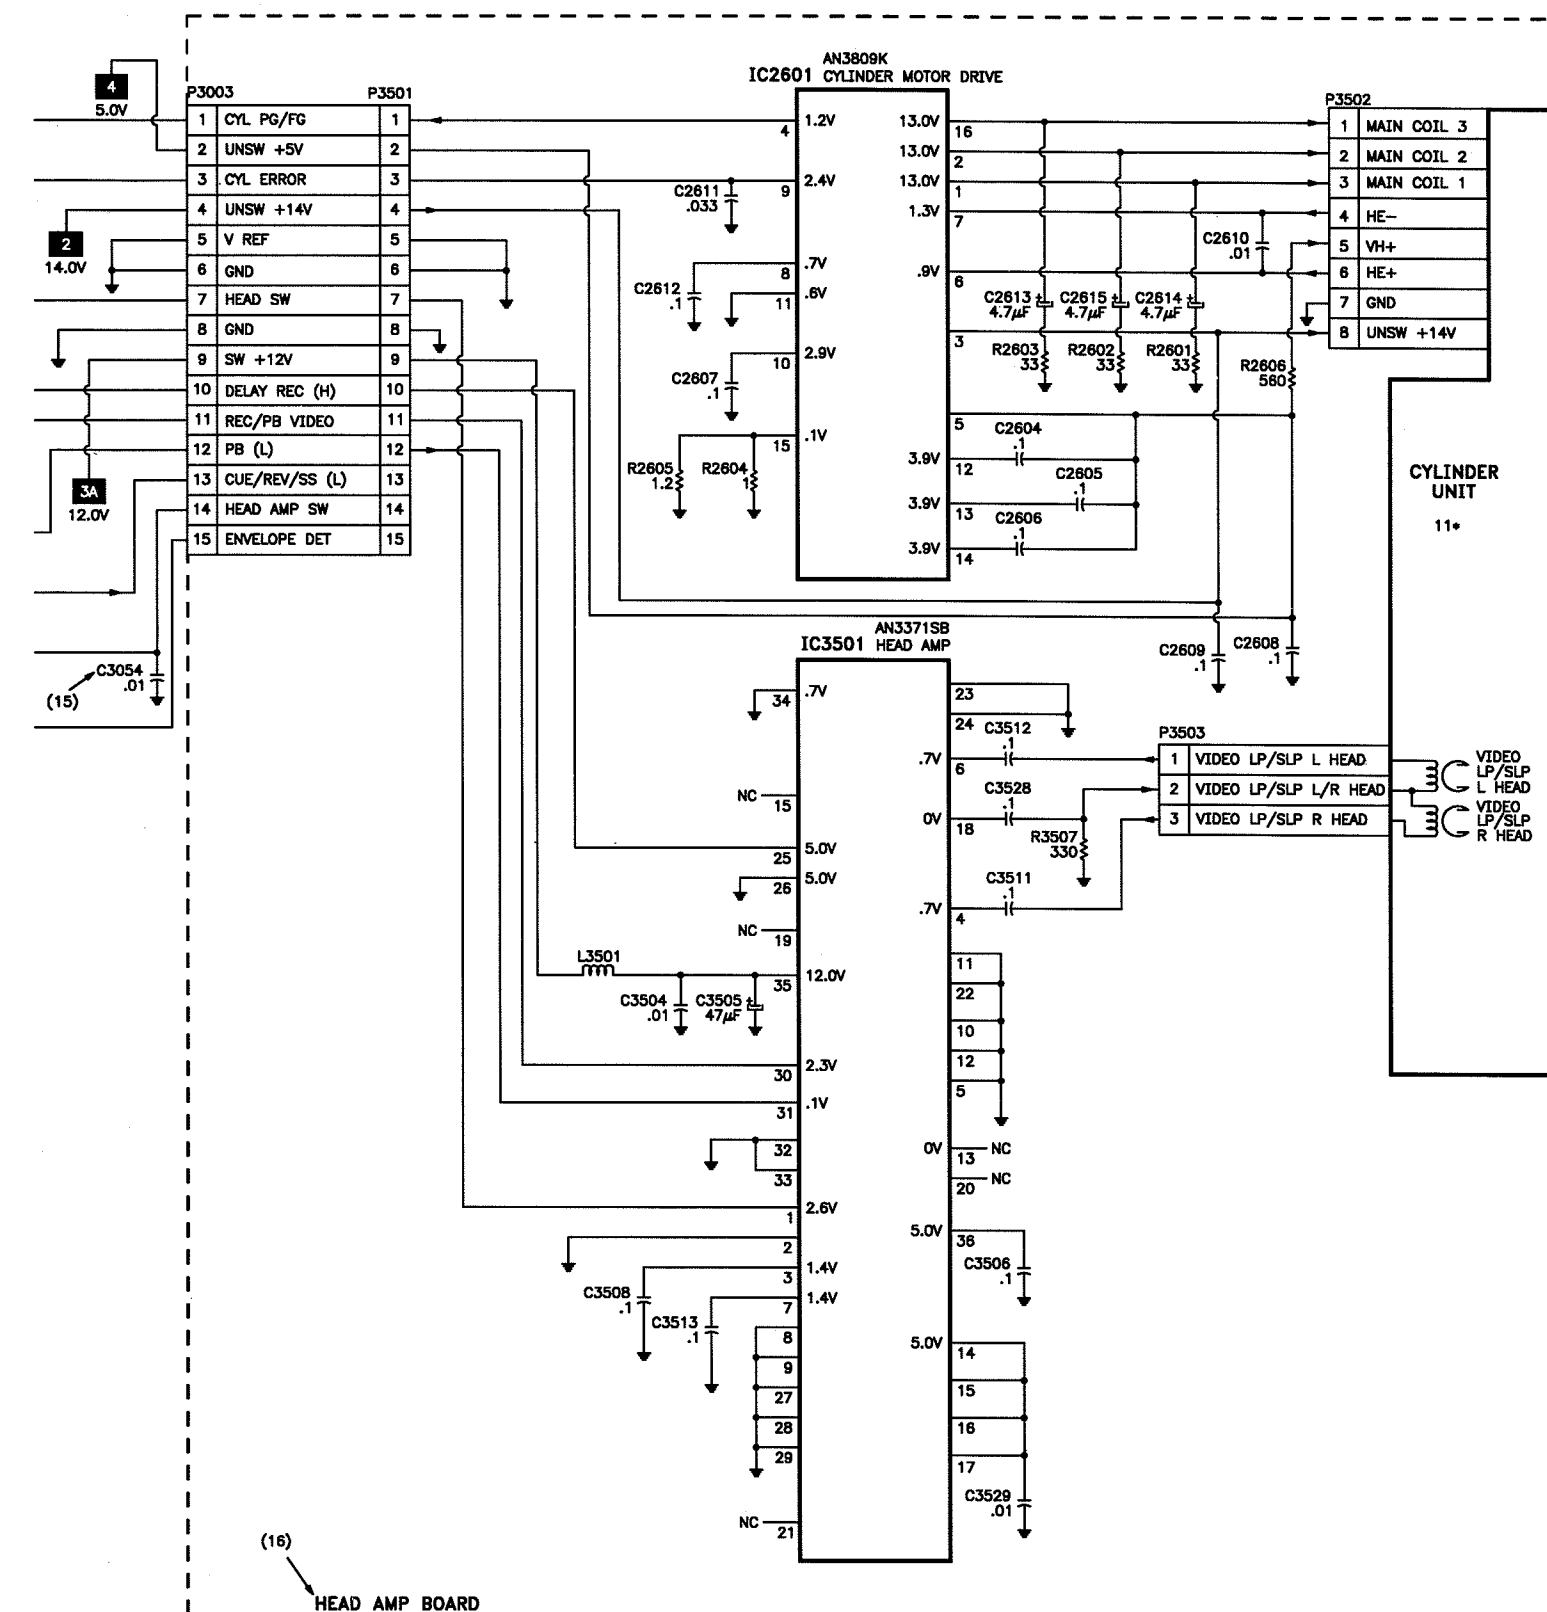 4
5.0V
P3003
P3501
1 CYL PG/FG 1
2 UNSW +5V 2
3 CYL ERROR 3
4 UNSW +14V 4
5 V REF 5
6 GND 6
7 HEAD SW 7
8 GND 8
9 SW +12V 9
10 DELAY REC (H) 10
11 REC/PB VIDEO 11
12 PB (L) 12
13 CUE/REV/SS (L) 13
14 HEAD AMP SW 14
15 ENVELOPE DET 15
2
14.0V
3A
12.0V
C3054
.01
(15)
AN3809K
IC2601 CYLINDER MOTOR DRIVE
1.2V
4
2.4V
9
C2611
.033
.7V
8
C2612
.1
.6V
11
2.9V
10
C2607
.1
.1V
15
R2605
1.2
R2604
1
13.0V
16
13.0V
2
13.0V
1
1.3V
7
.9V
6
3
5
3.9V
12
3.9V
13
3.9V
14
C2610
.01
C2613 +
4.7µF
C2615 +
4.7µF
C2614 +
4.7µF
R2603
33
R2602
33
R2601
33
R2606
560
C2604
.1
C2605
.1
C2606
.1
C2609
.1
C2608
.1
P3502
1 MAIN COIL 3
2 MAIN COIL 2
3 MAIN COIL 1
4 HE-
5 VH+
6 HE+
7 GND
8 UNSW +14V
CYLINDER
UNIT
11*
AN3371SB
IC3501 HEAD AMP
.7V
34
NC
15
5.0V
25
5.0V
26
NC
19
L3501
12.0V
35
C3504
.01
C3505 +
47µF
2.3V
30
.1V
31
32
33
2.6V
1
2
1.4V
3
C3508
.1
1.4V
7
C3513
.1
8
9
27
28
29
NC
21
23
24
C3512
.1
.7V
6
C3528
.1
0V
18
R3507
330
C3511
.1
.7V
4
11
22
10
12
5
0V
13
NC
20
NC
5.0V
36
C3506
.1
5.0V
14
15
16
17
C3529
.01
P3503
1 VIDEO LP/SLP L HEAD
2 VIDEO LP/SLP L/R HEAD
3 VIDEO LP/SLP R HEAD
VIDEO
LP/SLP
L HEAD
VIDEO
LP/SLP
R HEAD
(16)
HEAD AMP BOARD